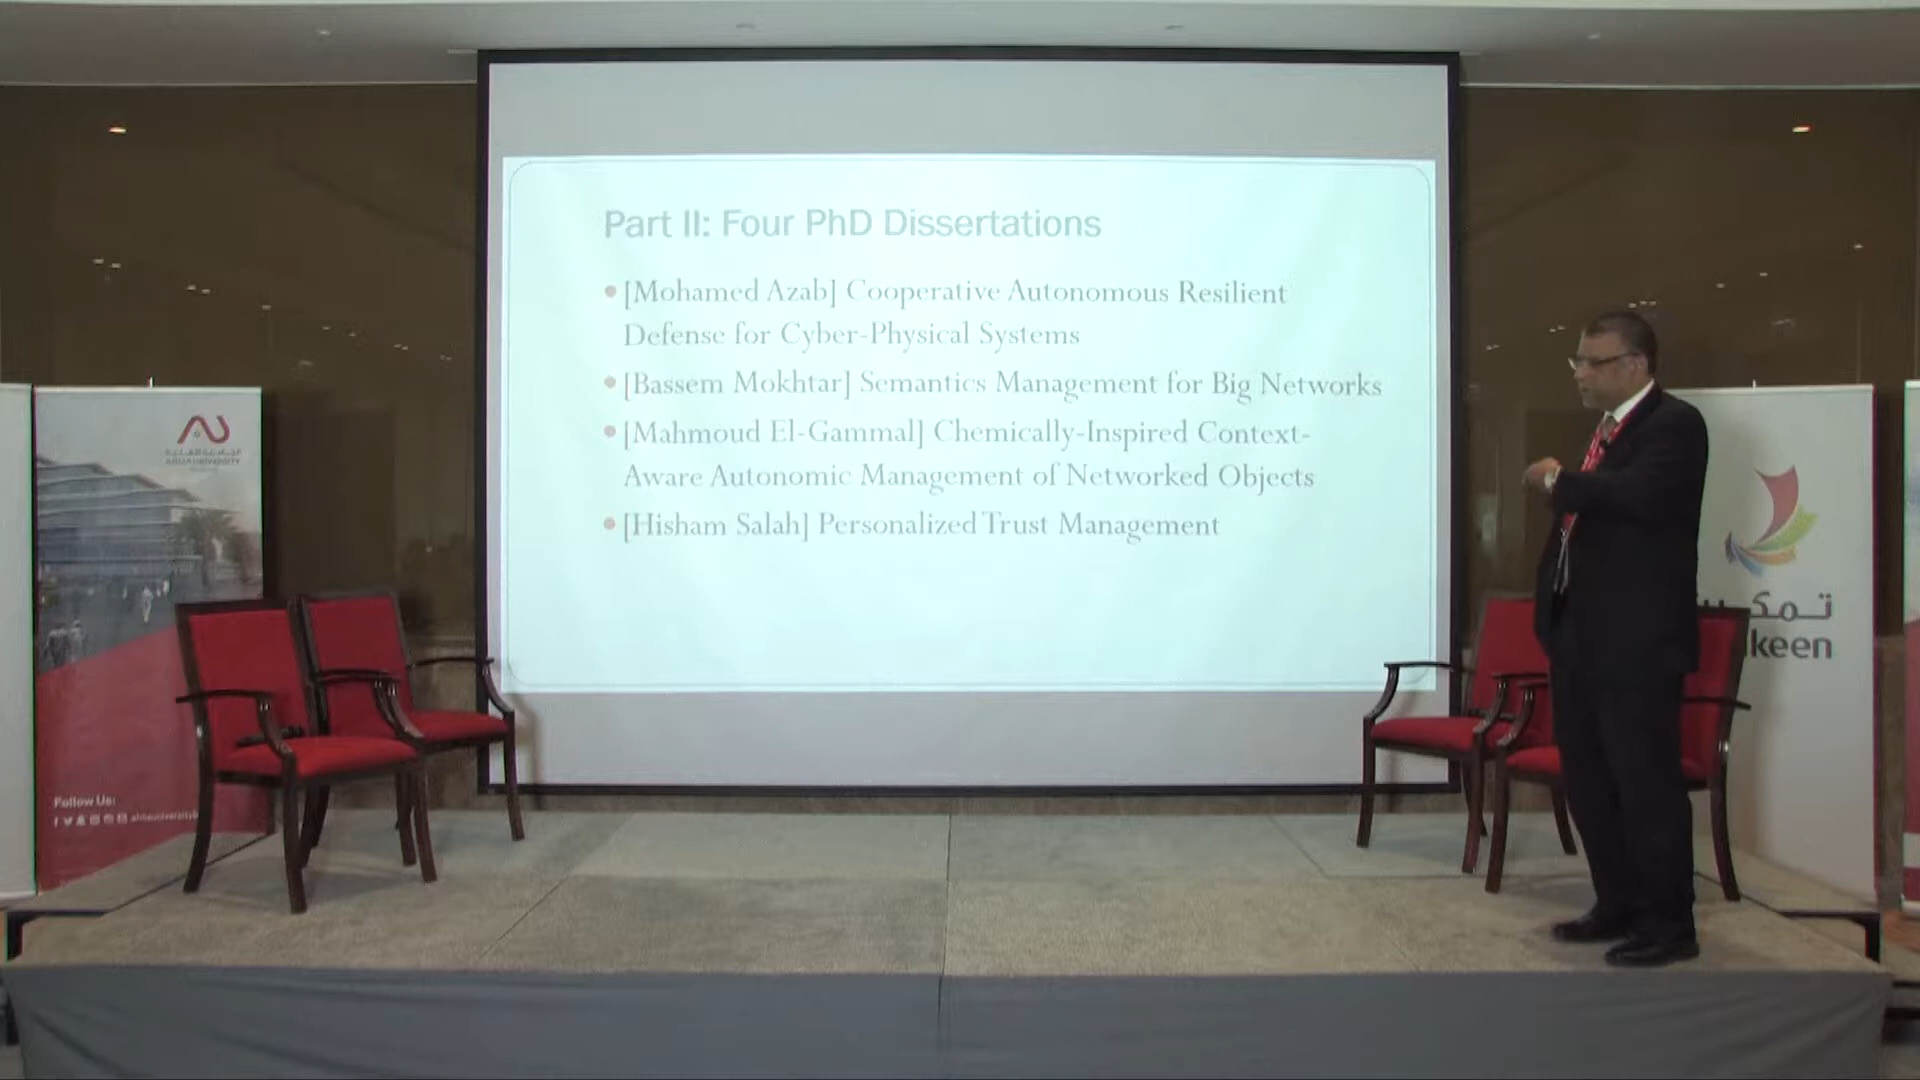 Part II: Four PhD Dissertations
[Mohamed Azab] Cooperative Autonomous Resilient
Defense for Cyber-Physical Systems
[Bassem Mokhtar] Semantics Management for Big Networks
[Mahmoud El-Gammal] Chemically-Inspired Context-
Aware Autonomic Management of Networked Objects
[Hisham Salah] Personalized Trust Management
AHLIA UNIVERSITY
Follow Us:
keen